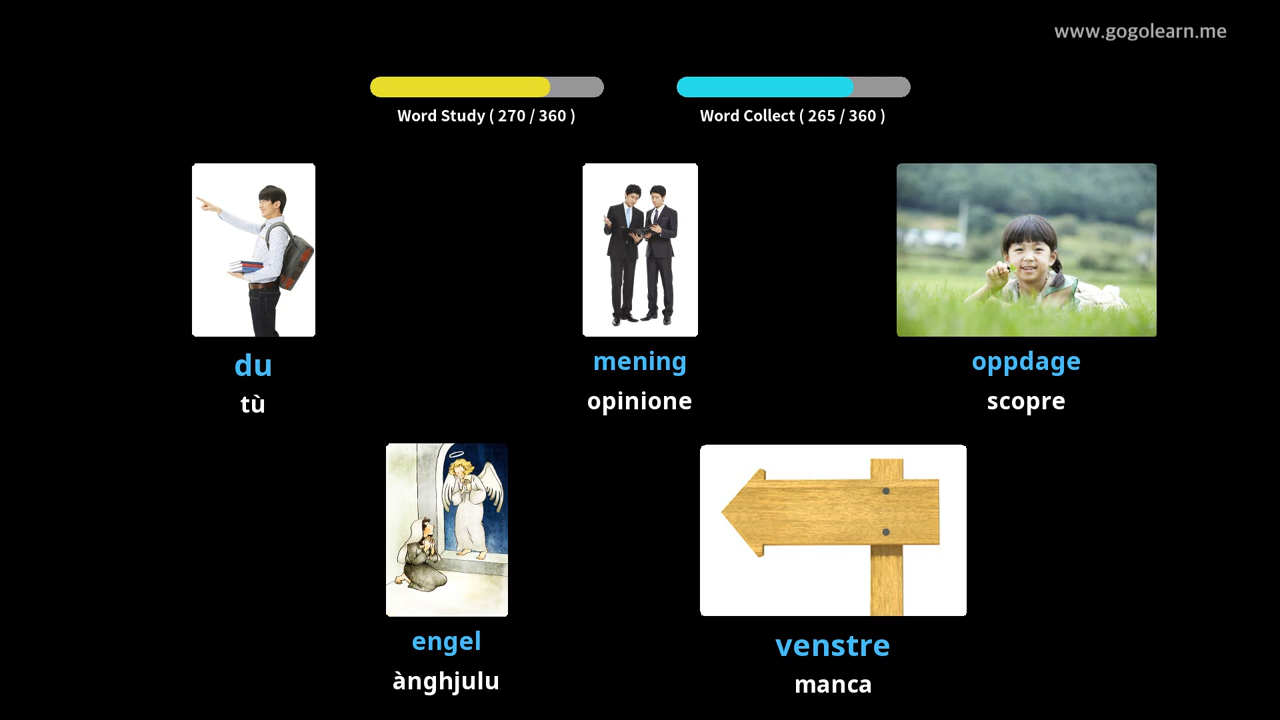 www.gogolearn.me
Word Study ( 270 / 360 )
Word Collect ( 265 / 360 )
du
tù
mening
opinione
oppdage
scopre
engel
ànghjulu
venstre
manca